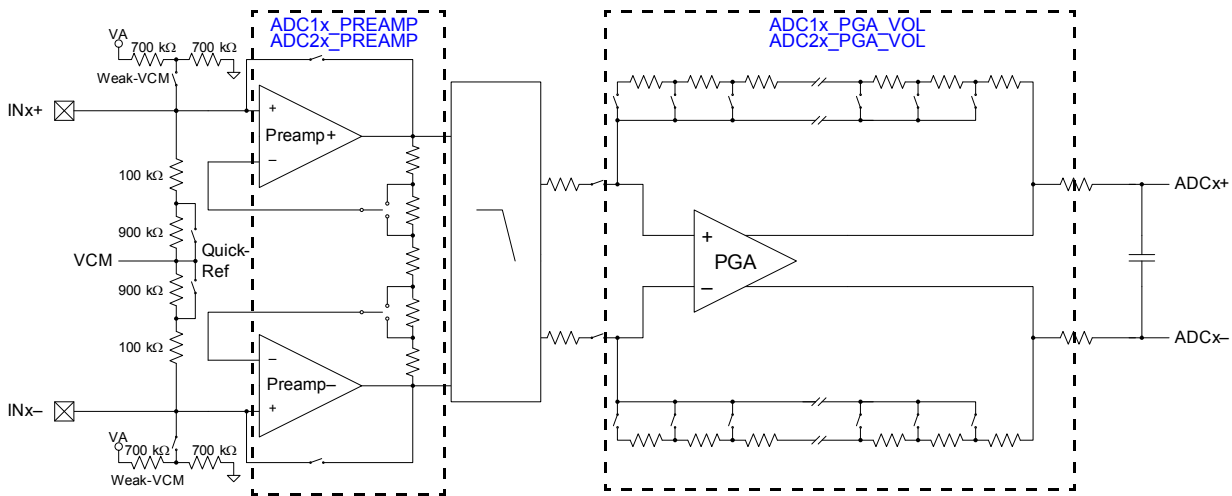 ADC1x_PREAMP
ADC2x_PREAMP
ADC1x_PGA_VOL
ADC2x_PGA_VOL
VA
700 kΩ
700 kΩ
Weak-VCM
INx+
+
Preamp+
–
100 kΩ
900 kΩ
VCM
Quick-
Ref
900 kΩ
100 kΩ
–
Preamp–
+
INx–
VA
700 kΩ
700 kΩ
Weak-VCM
+
PGA
–
ADCx+
ADCx–